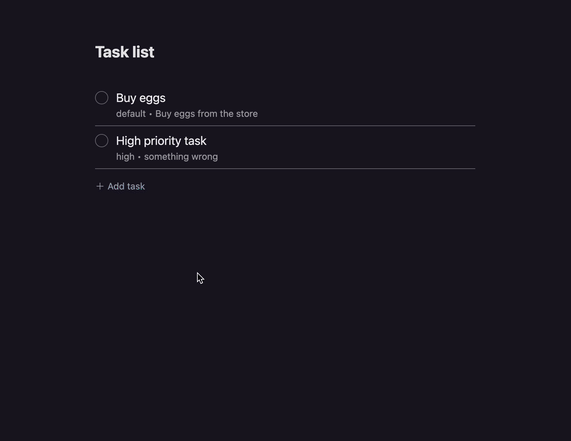 Task list
Buy eggs
default • Buy eggs from the store
High priority task
high • something wrong
+ Add task